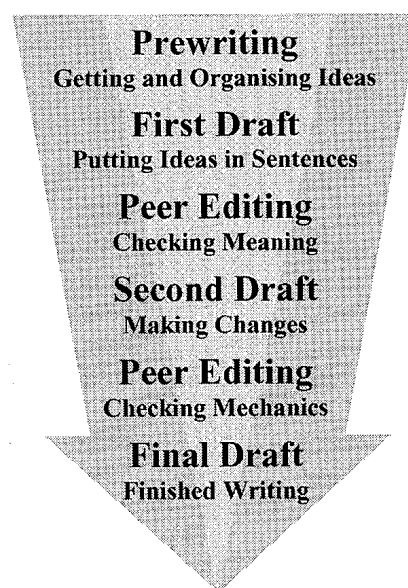 Prewriting
Getting and Organising Ideas
First Draft
Putting Ideas in Sentences
Peer Editing
Checking Meaning
Second Draft
Making Changes
Peer Editing
Checking Mechanics
Final Draft
Finished Writing